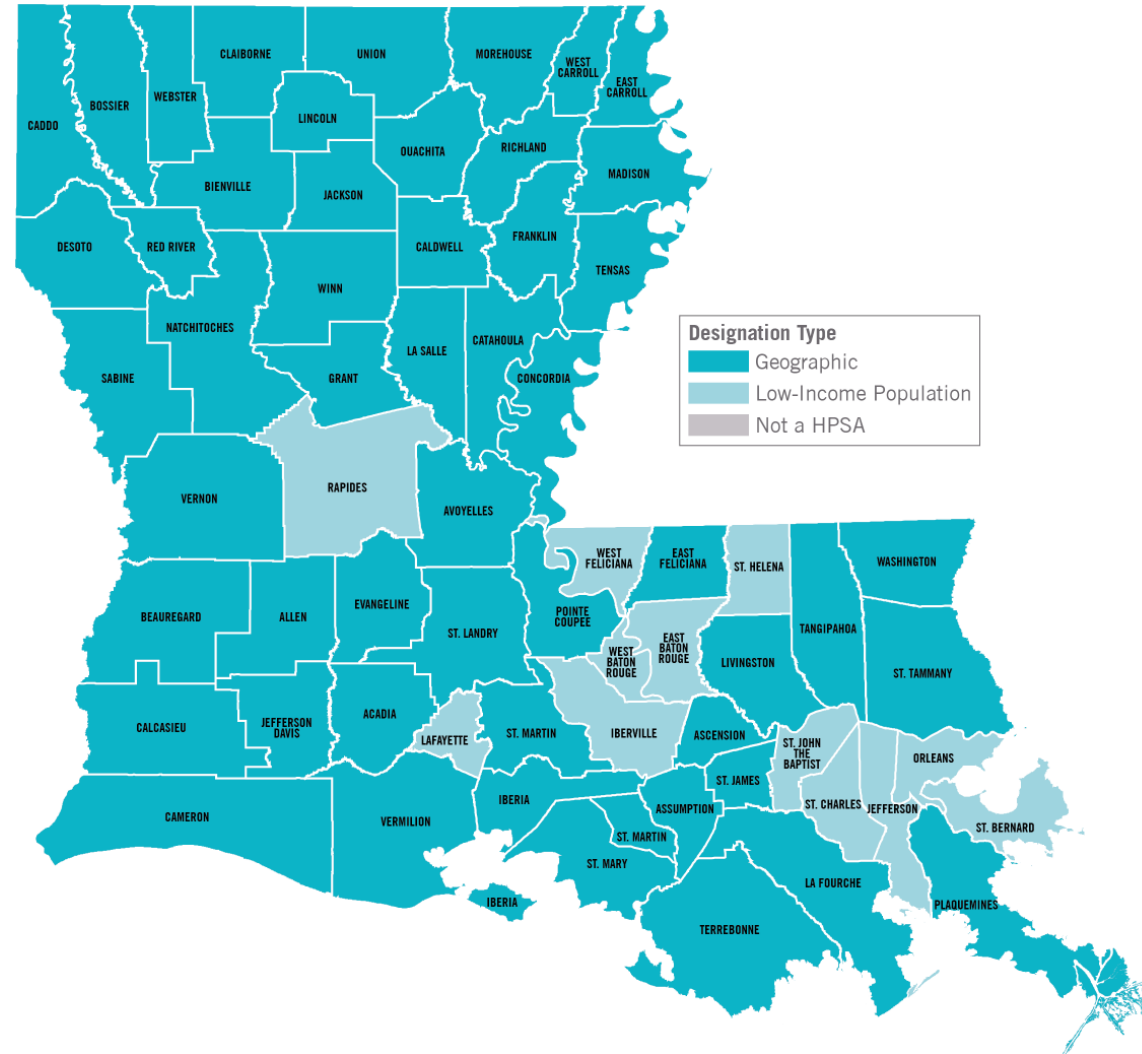 CLAIBORNE
UNION
MOREHOUSE
WEST
CARROLL
EAST
CARROLL
CADDO
BOSSIER
WEBSTER
LINCOLN
OUACHITA
RICHLAND
MADISON
BIENVILLE
JACKSON
DESOTO
RED RIVER
CALDWELL
FRANKLIN
TENSAS
WINN
NATCHITOCHES
LA SALLE
CATAHOULA
SABINE
GRANT
CONCORDIA
Designation Type
Geographic
Low-Income Population
Not a HPSA
RAPIDES
VERNON
AVOYELLES
WEST
FELICIANA
EAST
FELICIANA
ST. HELENA
WASHINGTON
BEAUREGARD
ALLEN
EVANGELINE
ST. LANDRY
POINTE
COUPEE
WEST
BATON
ROUGE
EAST
BATON
ROUGE
LIVINGSTON
TANGIPAHOA
ST. TAMMANY
CALCASIEU
JEFFERSON
DAVIS
ACADIA
LAFAYETTE
ST. MARTIN
IBERVILLE
ASCENSION
ST. JOHN
THE
BAPTIST
ORLEANS
ST. JAMES
CAMERON
VERMILION
IBERIA
ASSUMPTION
ST. CHARLES
JEFFERSON
ST. BERNARD
ST. MARTIN
ST. MARY
LA FOURCHE
IBERIA
TERREBONNE
PLAQUEMINES